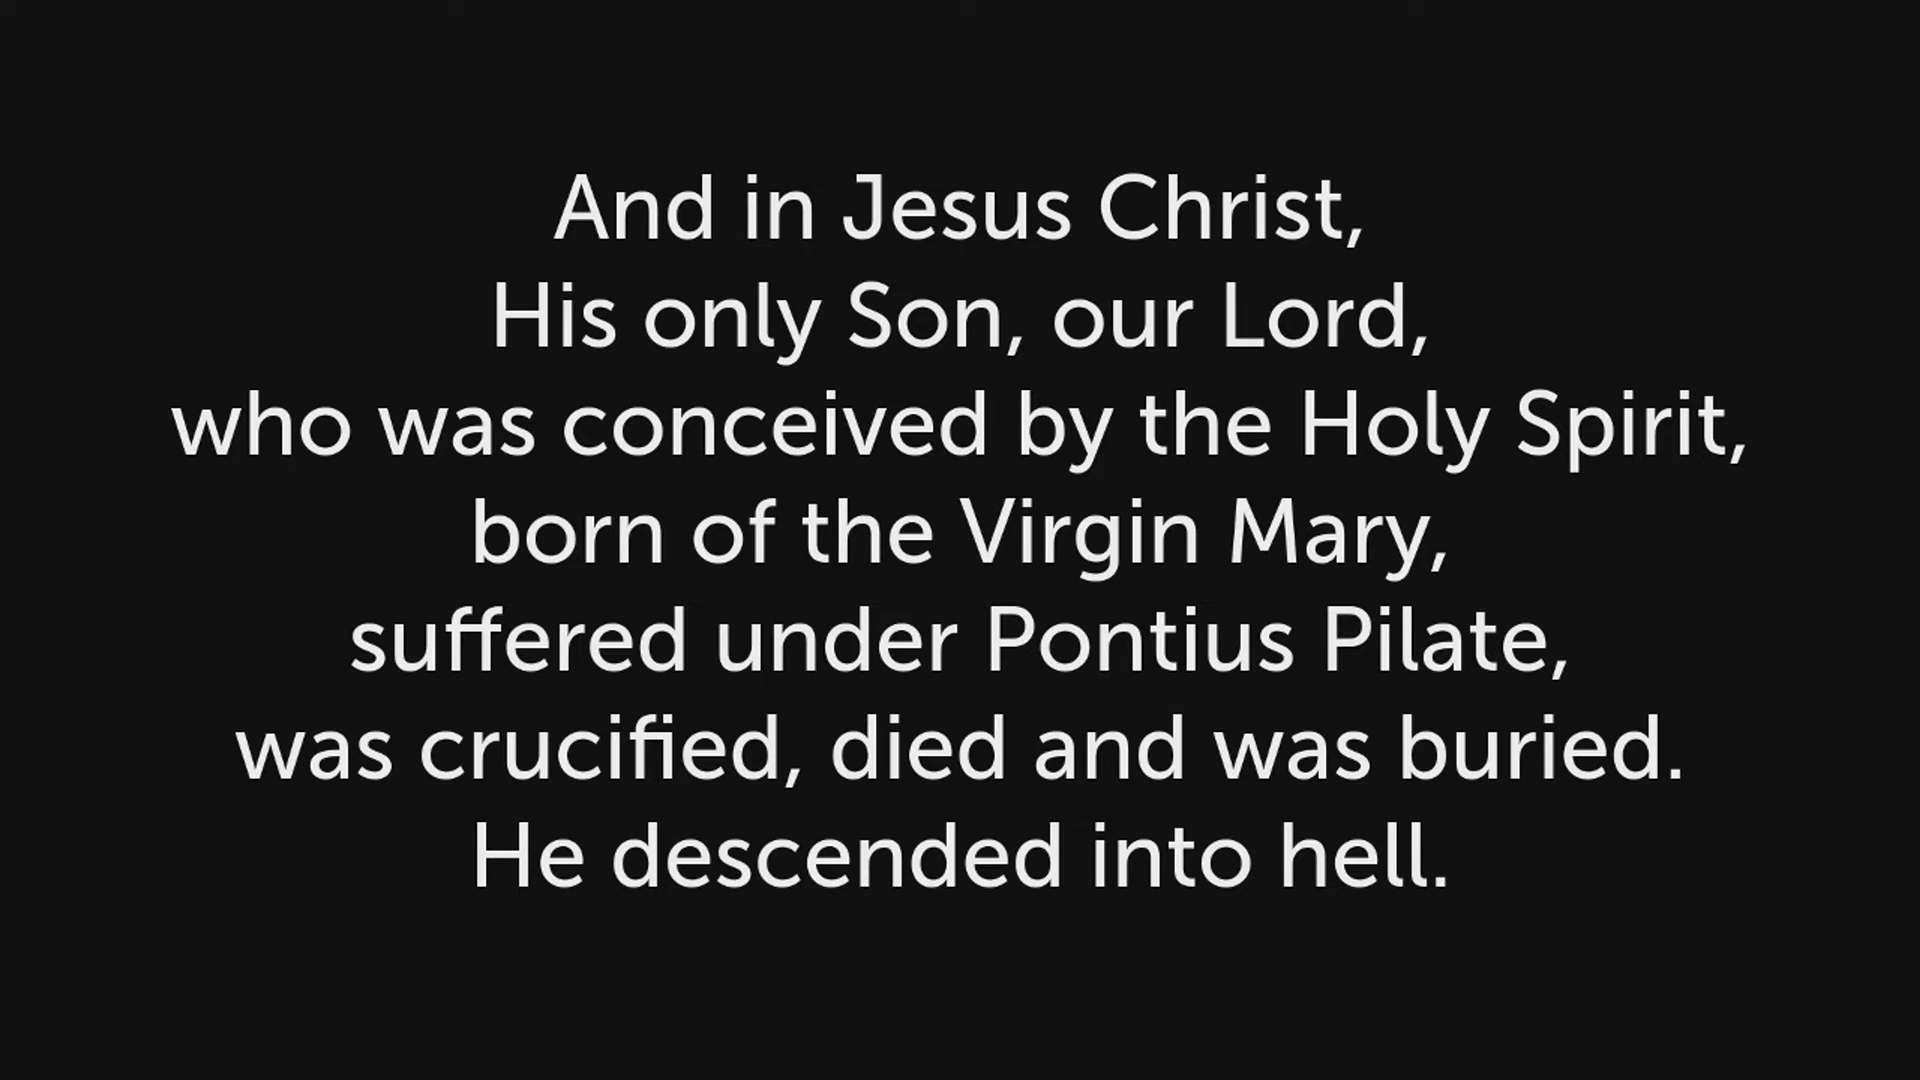 And in Jesus Christ,
His only Son, our Lord,
who was conceived by the Holy Spirit,
born of the Virgin Mary,
suffered under Pontius Pilate,
was crucified, died and was buried.
He descended into hell.